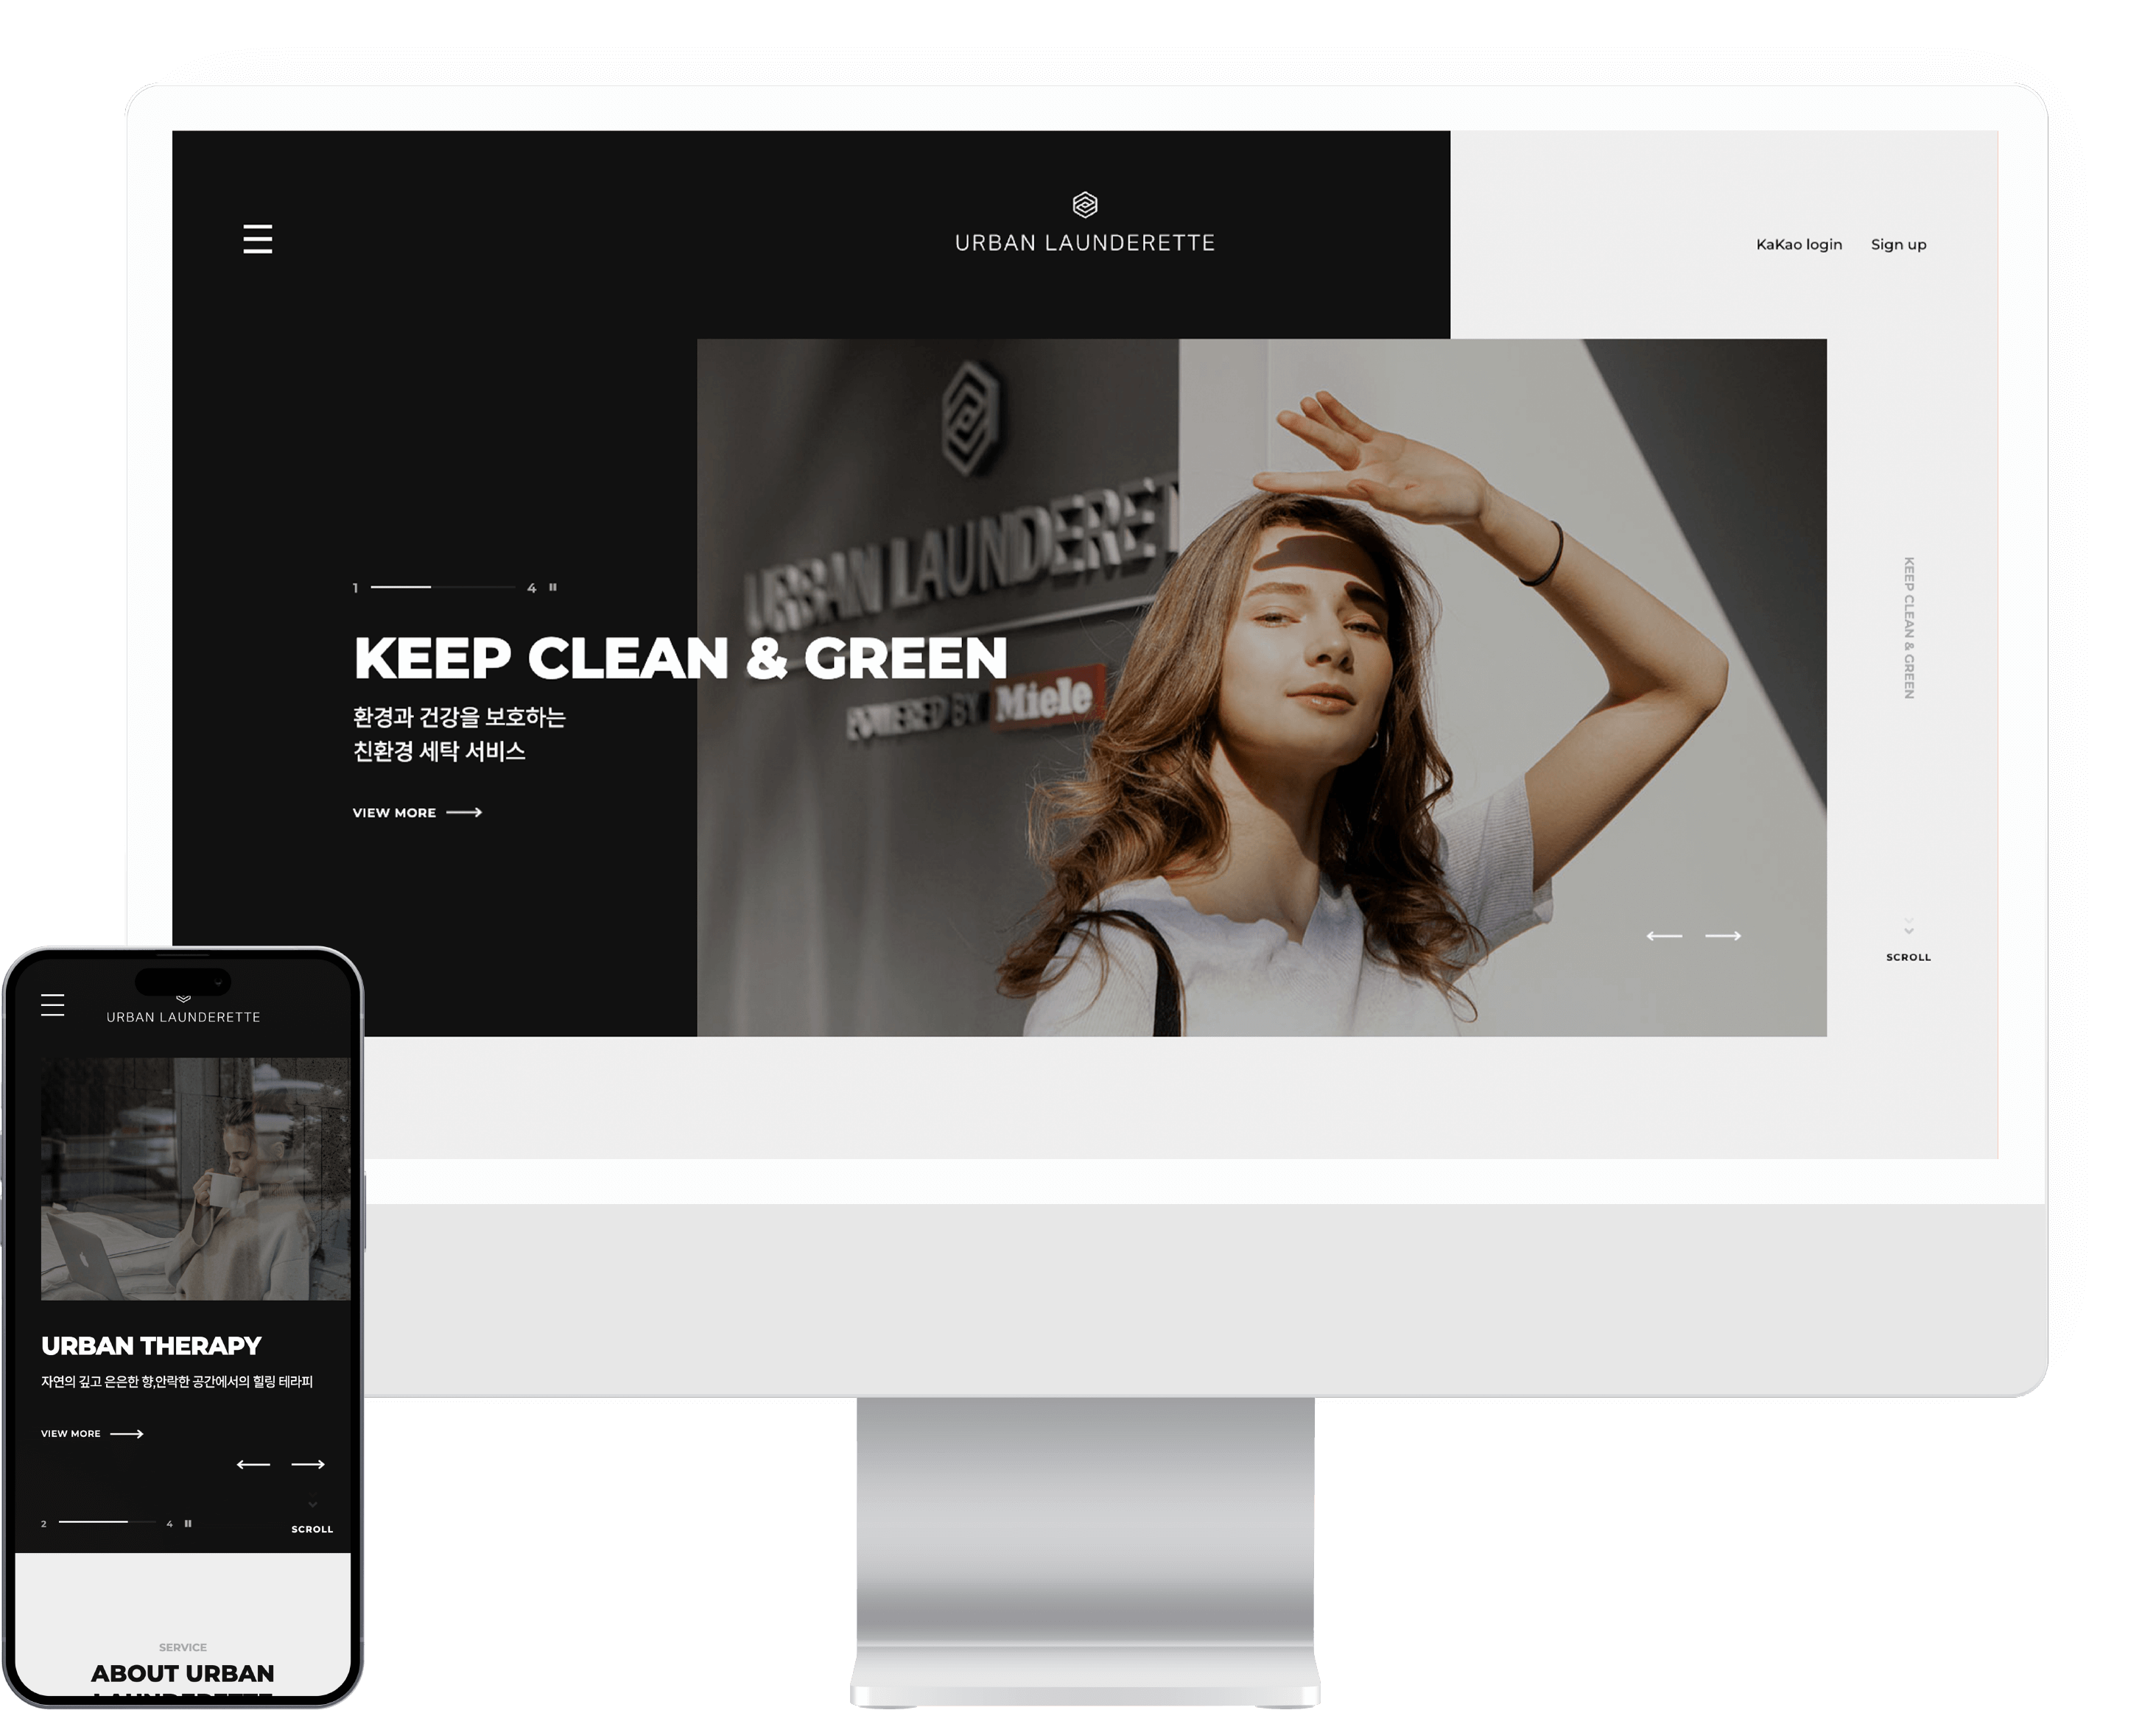 URBAN LAUNDERETTE
KaKao login
Sign up
URBAN LAUNDERET
POWERED BY Miele
1
4
KEEP CLEAN & GREEN
환경과 건강을 보호하는
친환경 세탁 서비스
VIEW MORE
KEEP CLEAN & GREEN
SCROLL
URBAN LAUNDERETTE
URBAN THERAPY
자연의 깊고 은은한 향,안락한 공간에서의 힐링 테라피
VIEW MORE
2
4
SCROLL
SERVICE
ABOUT URBAN